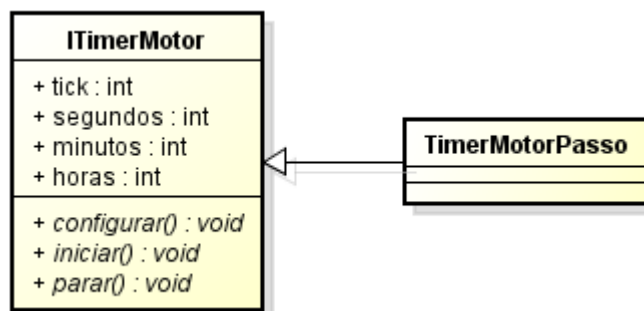 ITimerMotor
+ tick : int
+ segundos : int
+ minutos : int
+ horas : int
+ configurar() : void
+ iniciar() : void
+ parar() : void
TimerMotorPasso